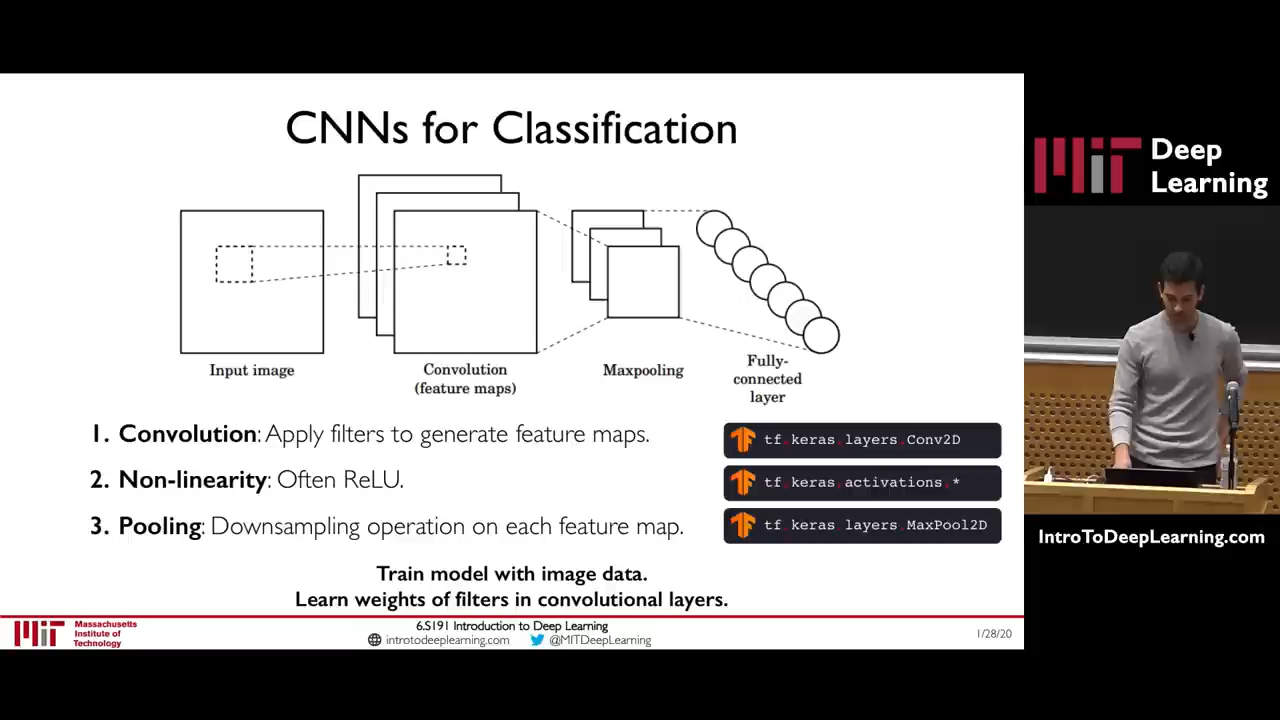 CNNs for Classification
Input image
Convolution
(feature maps)
Maxpooling
Fully-
connected
layer
1. Convolution: Apply filters to generate feature maps.
tf.keras.layers.Conv2D
2. Non-linearity: Often ReLU.
tf.keras.activations.*
3. Pooling: Downsampling operation on each feature map.
tf.keras.layers.MaxPool2D
Train model with image data.
Learn weights of filters in convolutional layers.
Massachusetts
Institute of
Technology
6.S191 Introduction to Deep Learning
introtodeeplearning.com @MITDeepLearning
1/28/20
MIT
Deep
Learning
IntroToDeepLearning.com